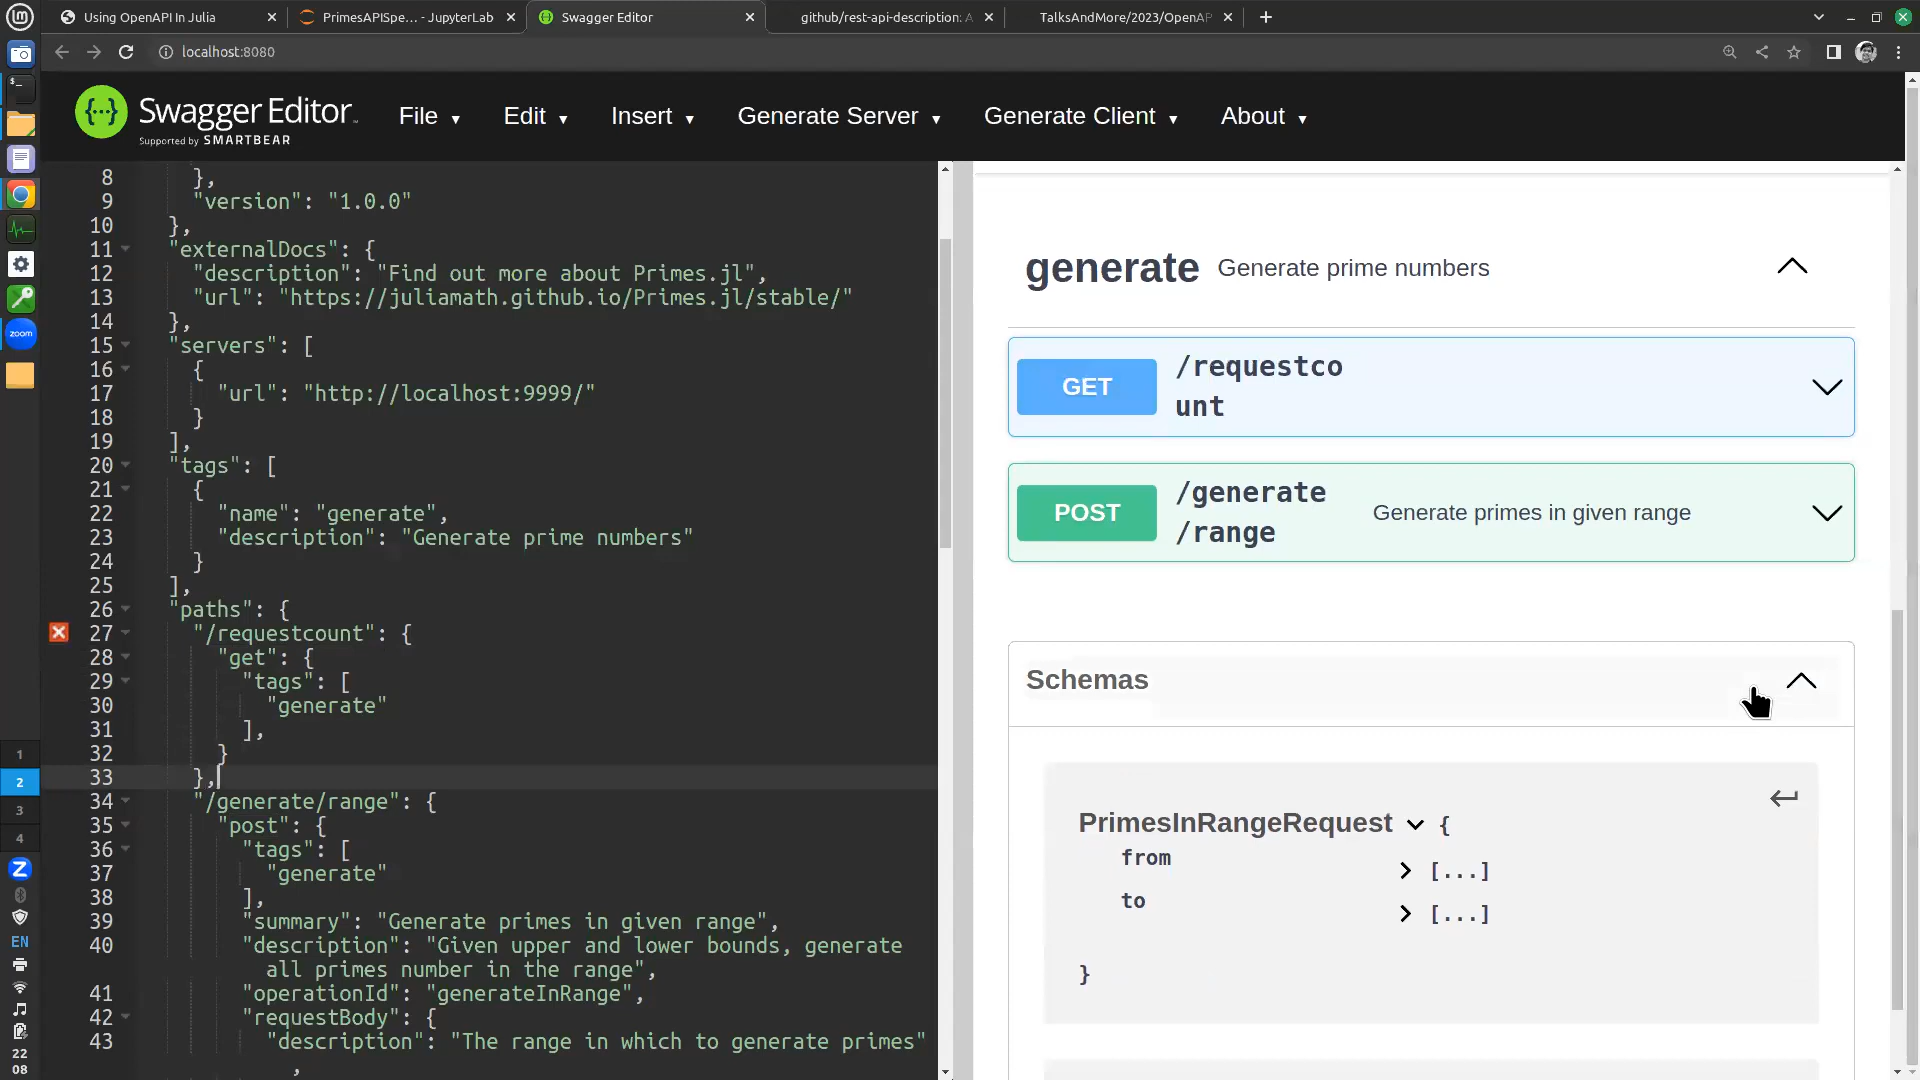 Using OpenAPI In Julia
PrimesAPISpe... - JupyterLab
Swagger Editor
github/rest-api-description: A
TalksAndMore/2023/OpenAP
localhost:8080
Swagger Editor
Supported by SMARTBEAR
File
Edit
Insert
Generate Server
Generate Client
About
8 },
9 "version": "1.0.0"
10 },
11 "externalDocs": {
12 "description": "Find out more about Primes.jl",
13 "url": "https://juliamath.github.io/Primes.jl/stable/"
14 },
15 "servers": [
16 {
17 "url": "http://localhost:9999/"
18 }
19 ],
20 "tags": [
21 {
22 "name": "generate",
23 "description": "Generate prime numbers"
24 }
25 ],
26 "paths": {
27 "/requestcount": {
28 "get": {
29 "tags": [
30 "generate"
31 ],
32 }
33 },
34 "/generate/range": {
35 "post": {
36 "tags": [
37 "generate"
38 ],
39 "summary": "Generate primes in given range",
40 "description": "Given upper and lower bounds, generate
all primes number in the range",
41 "operationId": "generateInRange",
42 "requestBody": {
43 "description": "The range in which to generate primes"
,
generate Generate prime numbers
GET /requestco
unt
POST /generate
/range
Generate primes in given range
Schemas
PrimesInRangeRequest {
from [...]
to [...]
}
zoom
1
2
3
4
Z
EN
22
08